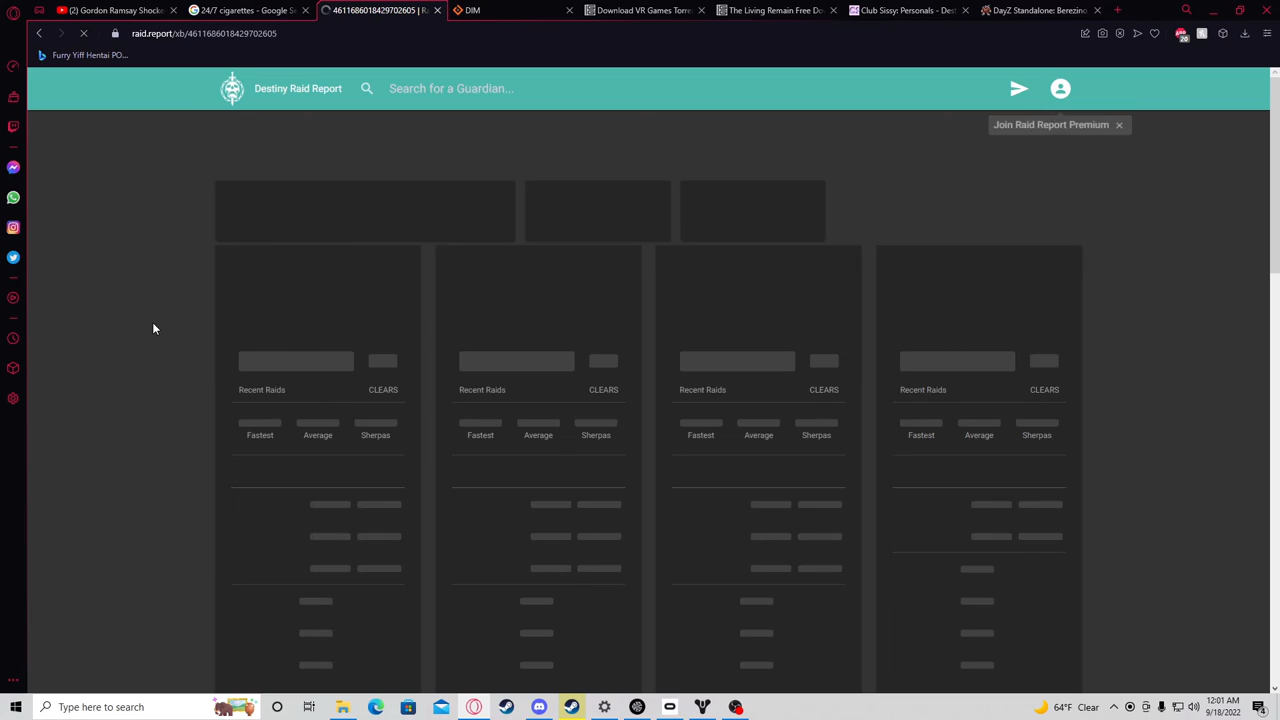 (2) Gordon Ramsay Shocke
24/7 cigarettes - Google S
4611686018429702605 | Ra
DIM
Download VR Games Torre
The Living Remain Free Do
Club Sissy: Personals - Dest
DayZ Standalone: Berezino
raid.report/xb/4611686018429702605
20
Furry Yiff Hentai PO...
Destiny Raid Report
Search for a Guardian...
Join Raid Report Premium
Recent Raids CLEARS
Fastest Average Sherpas
Recent Raids CLEARS
Fastest Average Sherpas
Recent Raids CLEARS
Fastest Average Sherpas
Recent Raids CLEARS
Fastest Average Sherpas
Type here to search
64°F Clear
12:01 AM
9/18/2022
4